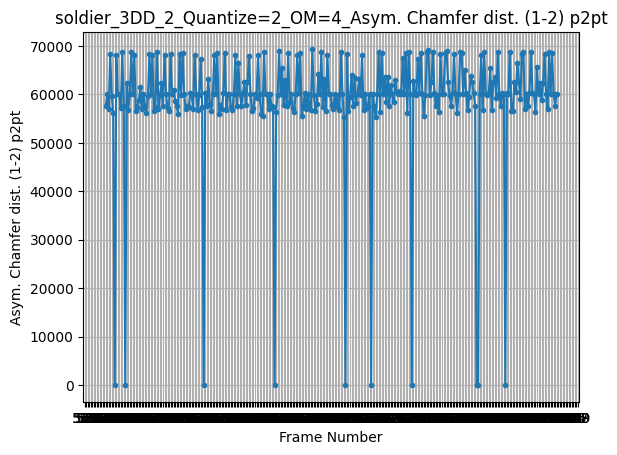 soldier_3DD_2_Quantize=2_OM=4_Asym. Chamfer dist. (1-2) p2pt
70000
60000
50000
40000
30000
20000
10000
0
Asym. Chamfer dist. (1-2) p2pt
Frame Number